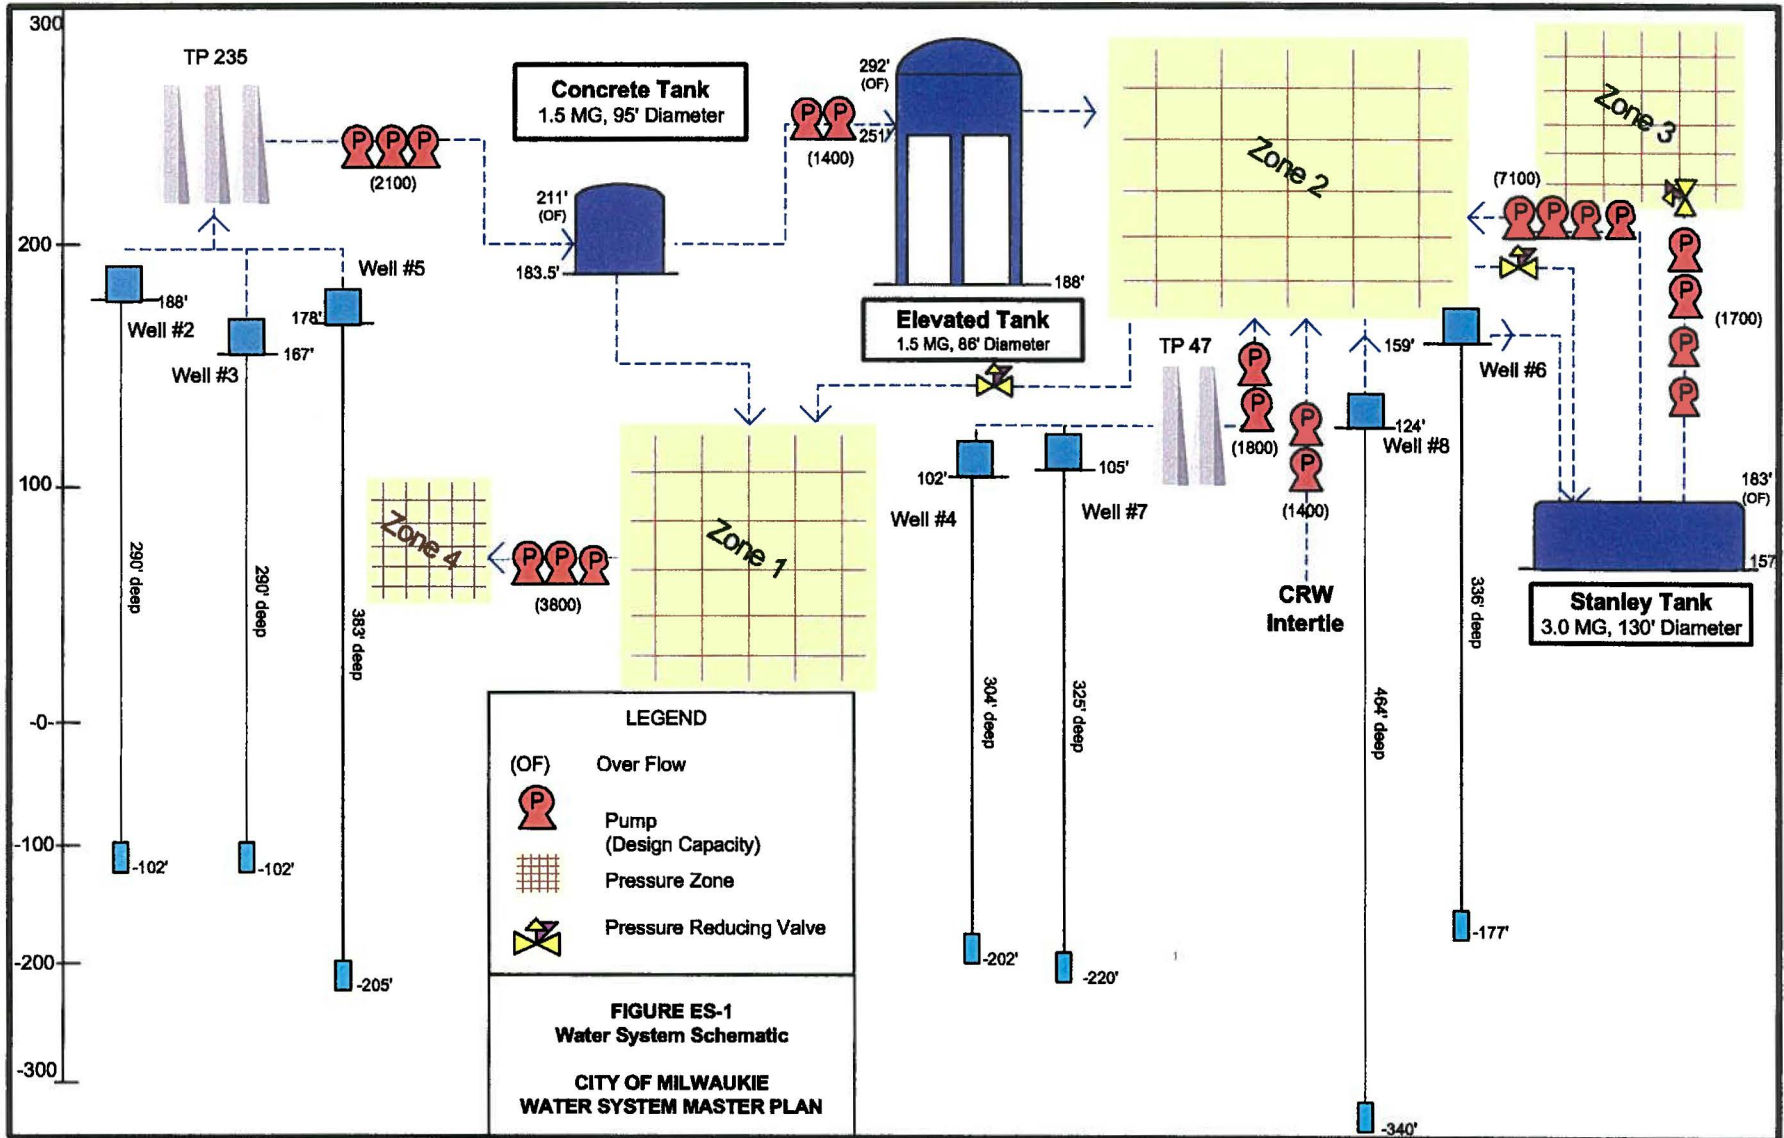 300
200
100
-0-
-100
-200
-300
TP 235
(2100)
Concrete Tank
1.5 MG, 95' Diameter
211'
(OF)
183.5'
P P P
P P
(1400)
292'
(OF)
251'
188'
Elevated Tank
1.5 MG, 86' Diameter
Zone 2
Zone 3
(7100)
P P P P
P
P
P
P
(1700)
188'
Well #2
167'
Well #3
178'
Well #5
290' deep
290' deep
383' deep
-102'
-102'
-205'
Zone 4
P P P
(3800)
Zone 1
TP 47
P
P
(1800)
P
P
(1400)
CRW
Intertie
102'
Well #4
105'
Well #7
124'
Well #8
159'
Well #6
304' deep
325' deep
464' deep
336' deep
-202'
-220'
-340'
-177'
183'
(OF)
157'
Stanley Tank
3.0 MG, 130' Diameter
LEGEND
(OF) Over Flow
P Pump
(Design Capacity)
Pressure Zone
Pressure Reducing Valve
FIGURE ES-1
Water System Schematic
CITY OF MILWAUKIE
WATER SYSTEM MASTER PLAN